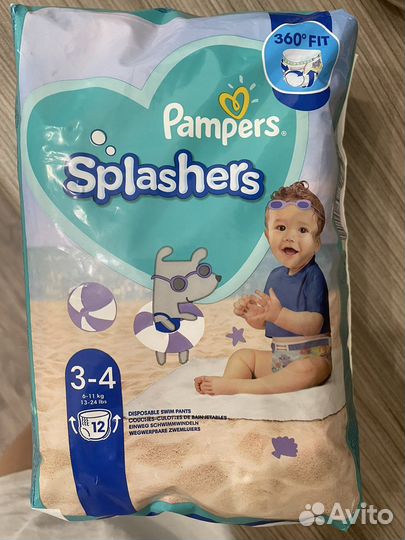 360° FIT
Pampers®
Splashers
3-4
6-11 kg
13-24 lbs
12
DISPOSABLE SWIM PANTS
COUCHES-CULOTTES DE BAIN JETABLES
EINWEG SCHWIMMWINDELN
WEGWERPBARE ZWEMLUIERS
Avito